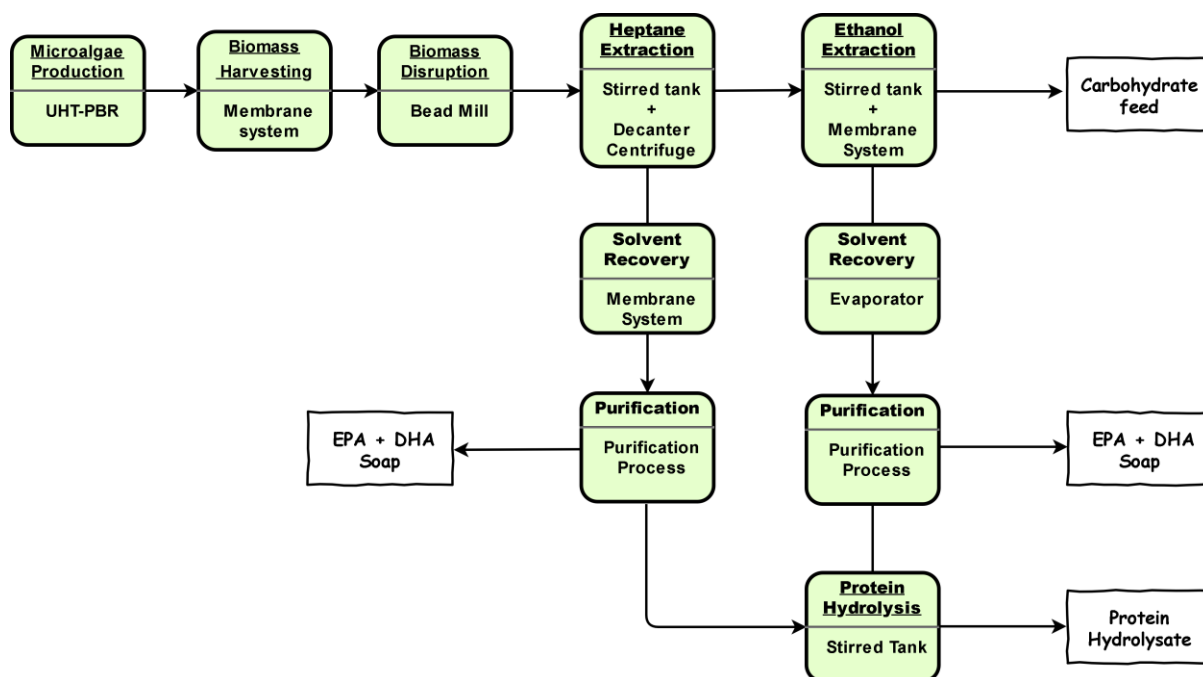 Microalgae
Production
UHT-PBR
Biomass
Harvesting
Membrane
system
Biomass
Disruption
Bead Mill
Heptane
Extraction
Stirred tank
+
Decanter
Centrifuge
Ethanol
Extraction
Stirred tank
+
Membrane
System
Carbohydrate
feed
Solvent
Recovery
Membrane
System
Solvent
Recovery
Evaporator
EPA + DHA
Soap
Purification
Purification
Process
Purification
Purification
Process
EPA + DHA
Soap
Protein
Hydrolysis
Stirred Tank
Protein
Hydrolysate